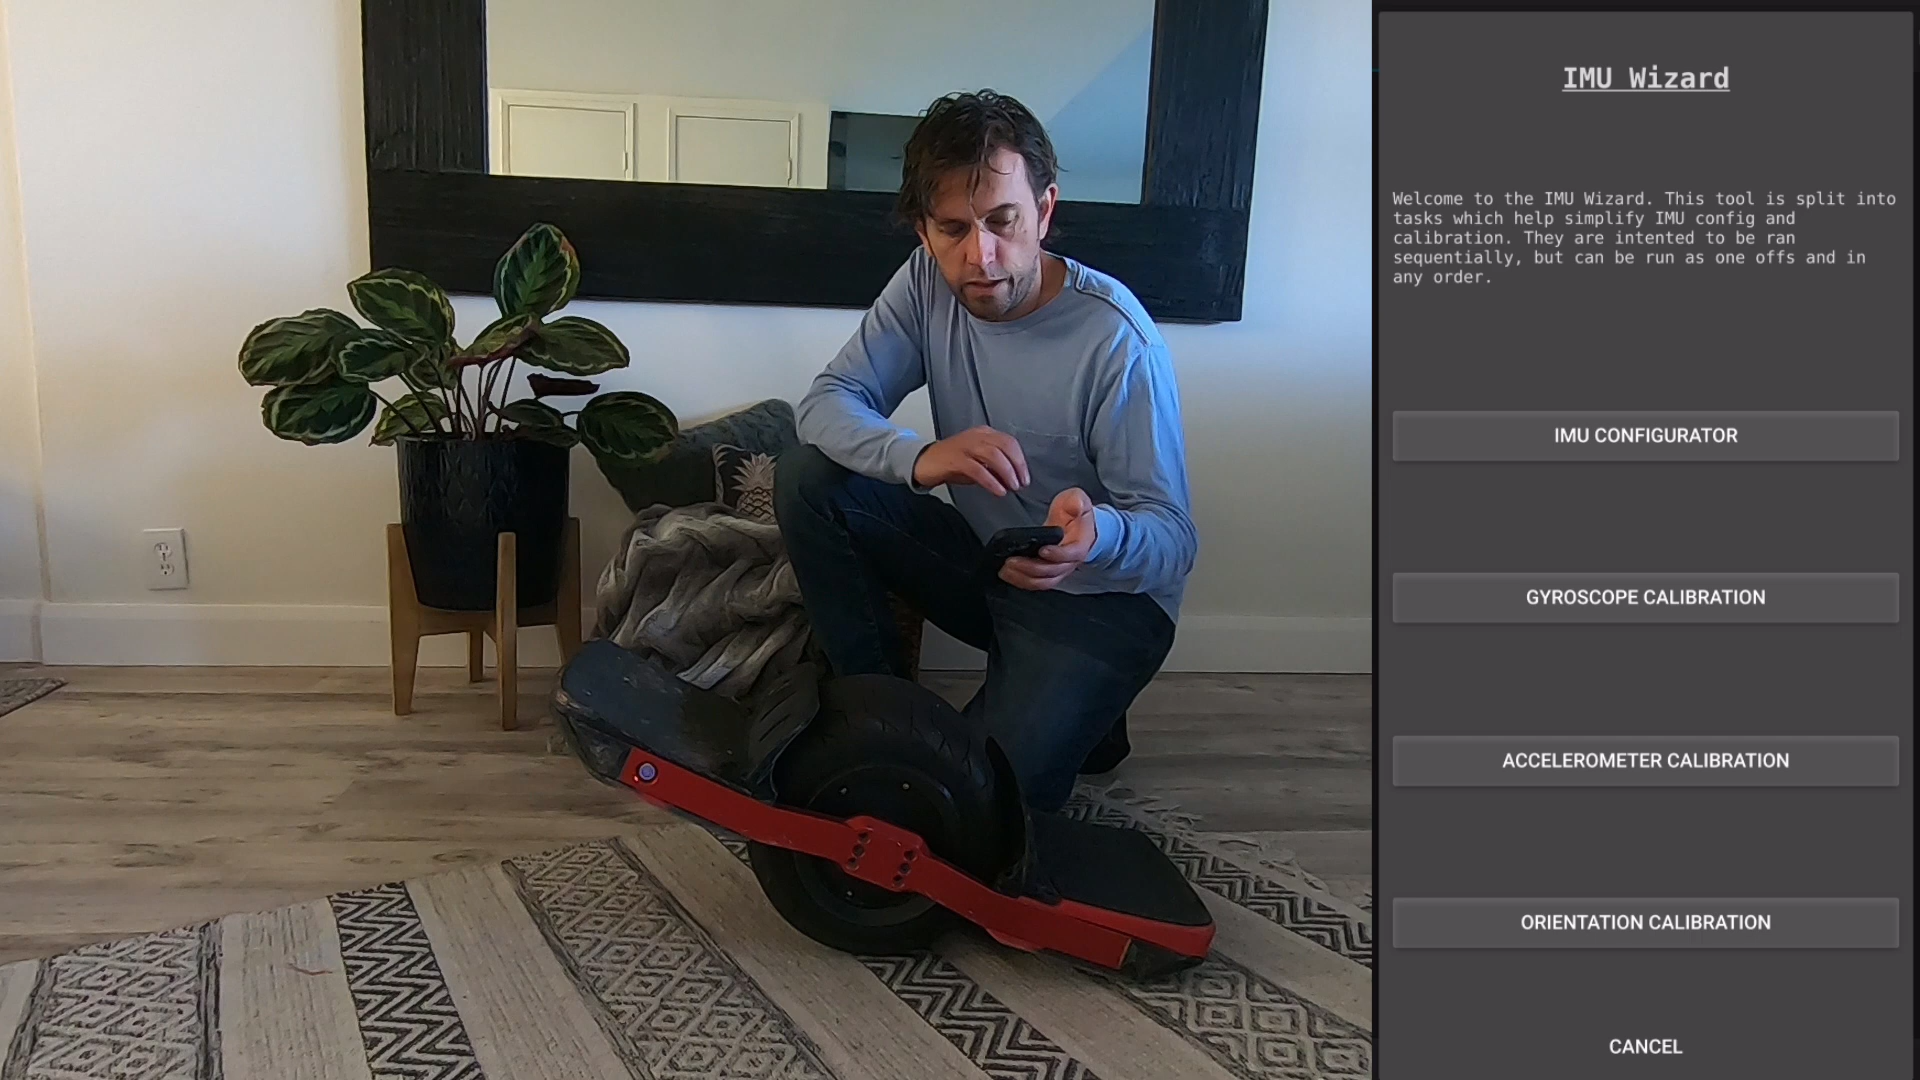 IMU Wizard
Welcome to the IMU Wizard. This tool is split into
tasks which help simplify IMU config and
calibration. They are intented to be ran
sequentially, but can be run as one offs and in
any order.
IMU CONFIGURATOR
GYROSCOPE CALIBRATION
ACCELEROMETER CALIBRATION
ORIENTATION CALIBRATION
CANCEL